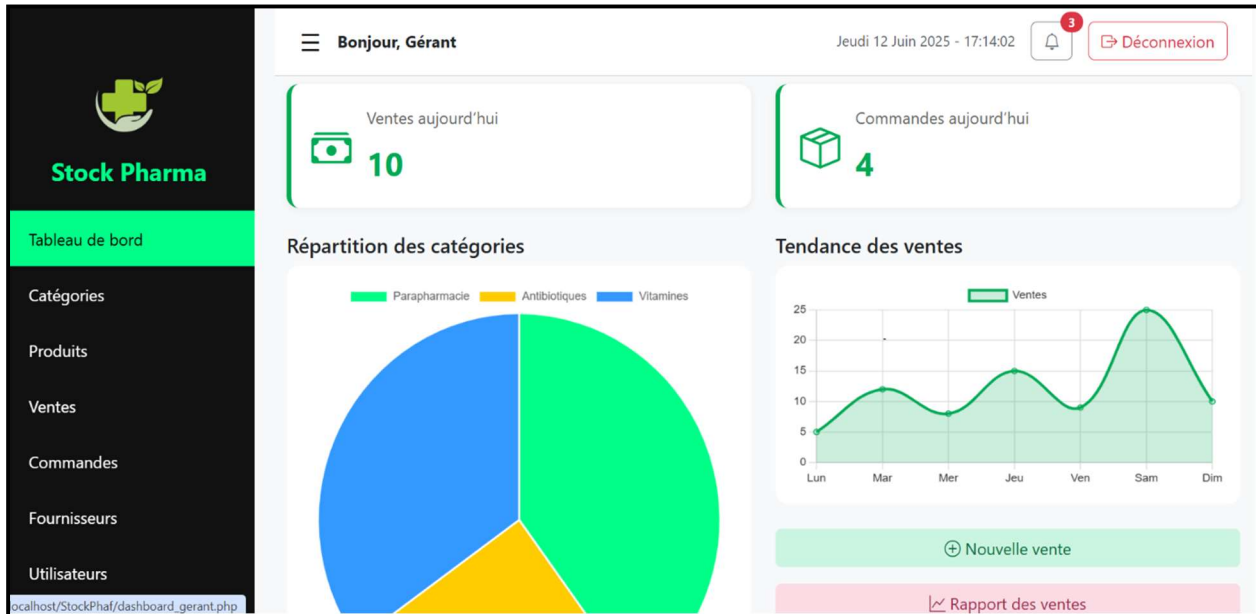 Bonjour, Gérant
Jeudi 12 Juin 2025 - 17:14:02
3
Déconnexion
Stock Pharma
Tableau de bord
Catégories
Produits
Ventes
Commandes
Fournisseurs
Utilisateurs
ocalhost/StockPhaf/dashboard_gerant.php
Ventes aujourd'hui
10
Commandes aujourd'hui
4
Répartition des catégories
Parapharmacie Antibiotiques Vitamines
Tendance des ventes
Ventes
25
20
15
10
5
0
Lun Mar Mer Jeu Ven Sam Dim
Nouvelle vente
Rapport des ventes